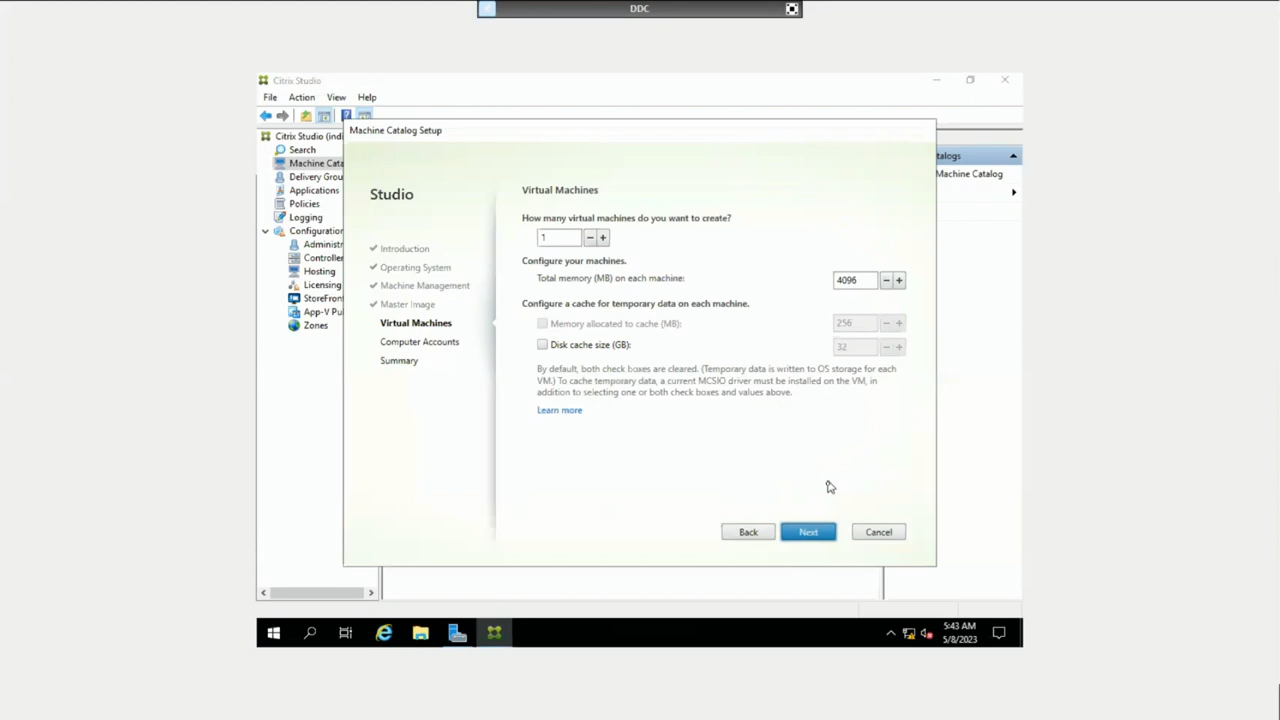 DDC
Citrix Studio
File Action View Help
Machine Catalog Setup
Citrix Studio (indi
Search
Machine Cata
Delivery Grou
Applications
Policies
Logging
Configuration
Administr
Controller
Hosting
Licensing
StoreFront
App-V Pu
Zones
Studio
Introduction
Operating System
Machine Management
Master Image
Virtual Machines
Computer Accounts
Summary
Virtual Machines
How many virtual machines do you want to create?
1 - +
Configure your machines.
Total memory (MB) on each machine: 4096 - +
Configure a cache for temporary data on each machine.
Memory allocated to cache (MB): 256 - +
Disk cache size (GB): 32 - +
By default, both check boxes are cleared. (Temporary data is written to OS storage for each
VM.) To cache temporary data, a current MCSIO driver must be installed on the VM, in
addition to selecting one or both check boxes and values above.
Learn more
Back Next Cancel
talogs
Machine Catalog
5:43 AM
5/8/2023